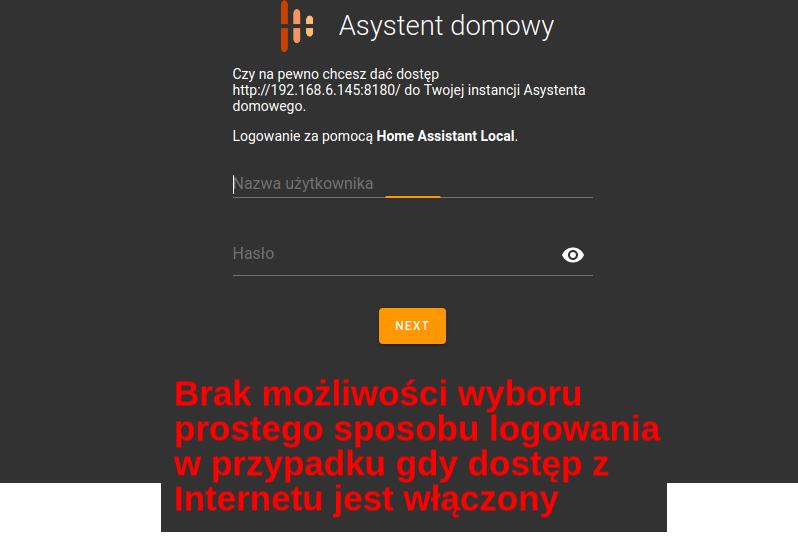 Asystent domowy
Czy na pewno chcesz dać dostęp
http://192.168.6.145:8180/ do Twojej instancji Asystenta
domowego.
Logowanie za pomocą Home Assistant Local.
Nazwa użytkownika
Hasło
NEXT
Brak możliwości wyboru
prostego sposobu logowania
w przypadku gdy dostęp z
Internetu jest włączony